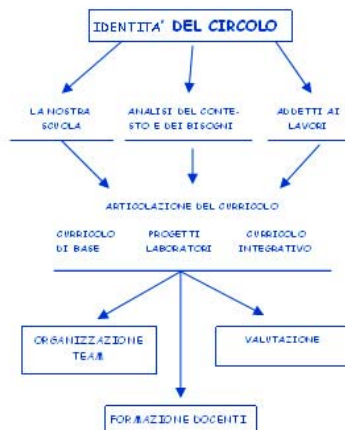 IDENTITA' DEL CIRCOLO
LA NOSTRA
SCUOLA
ANALISI DEL CONTE-
STO E DEI BISOGNI
ADDETTI AI
LAVORI
ARTICOLAZIONE DEL CURRICOLO
CURRICOLO
DI BASE
PROGETTI
LABORATORI
CURRICOLO
INTEGRATIVO
ORGANIZZAZIONE
TEAM
VALUTAZIONE
FORMAZIONE DOCENTI